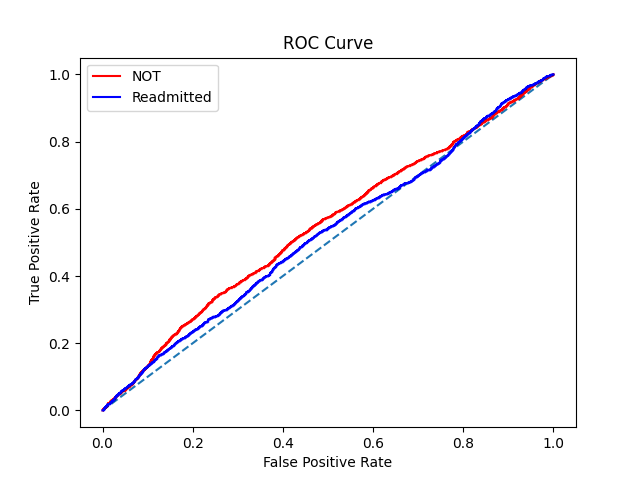 ROC Curve
NOT
Readmitted
True Positive Rate
1.0
0.8
0.6
0.4
0.2
0.0
0.0 0.2 0.4 0.6 0.8 1.0
False Positive Rate